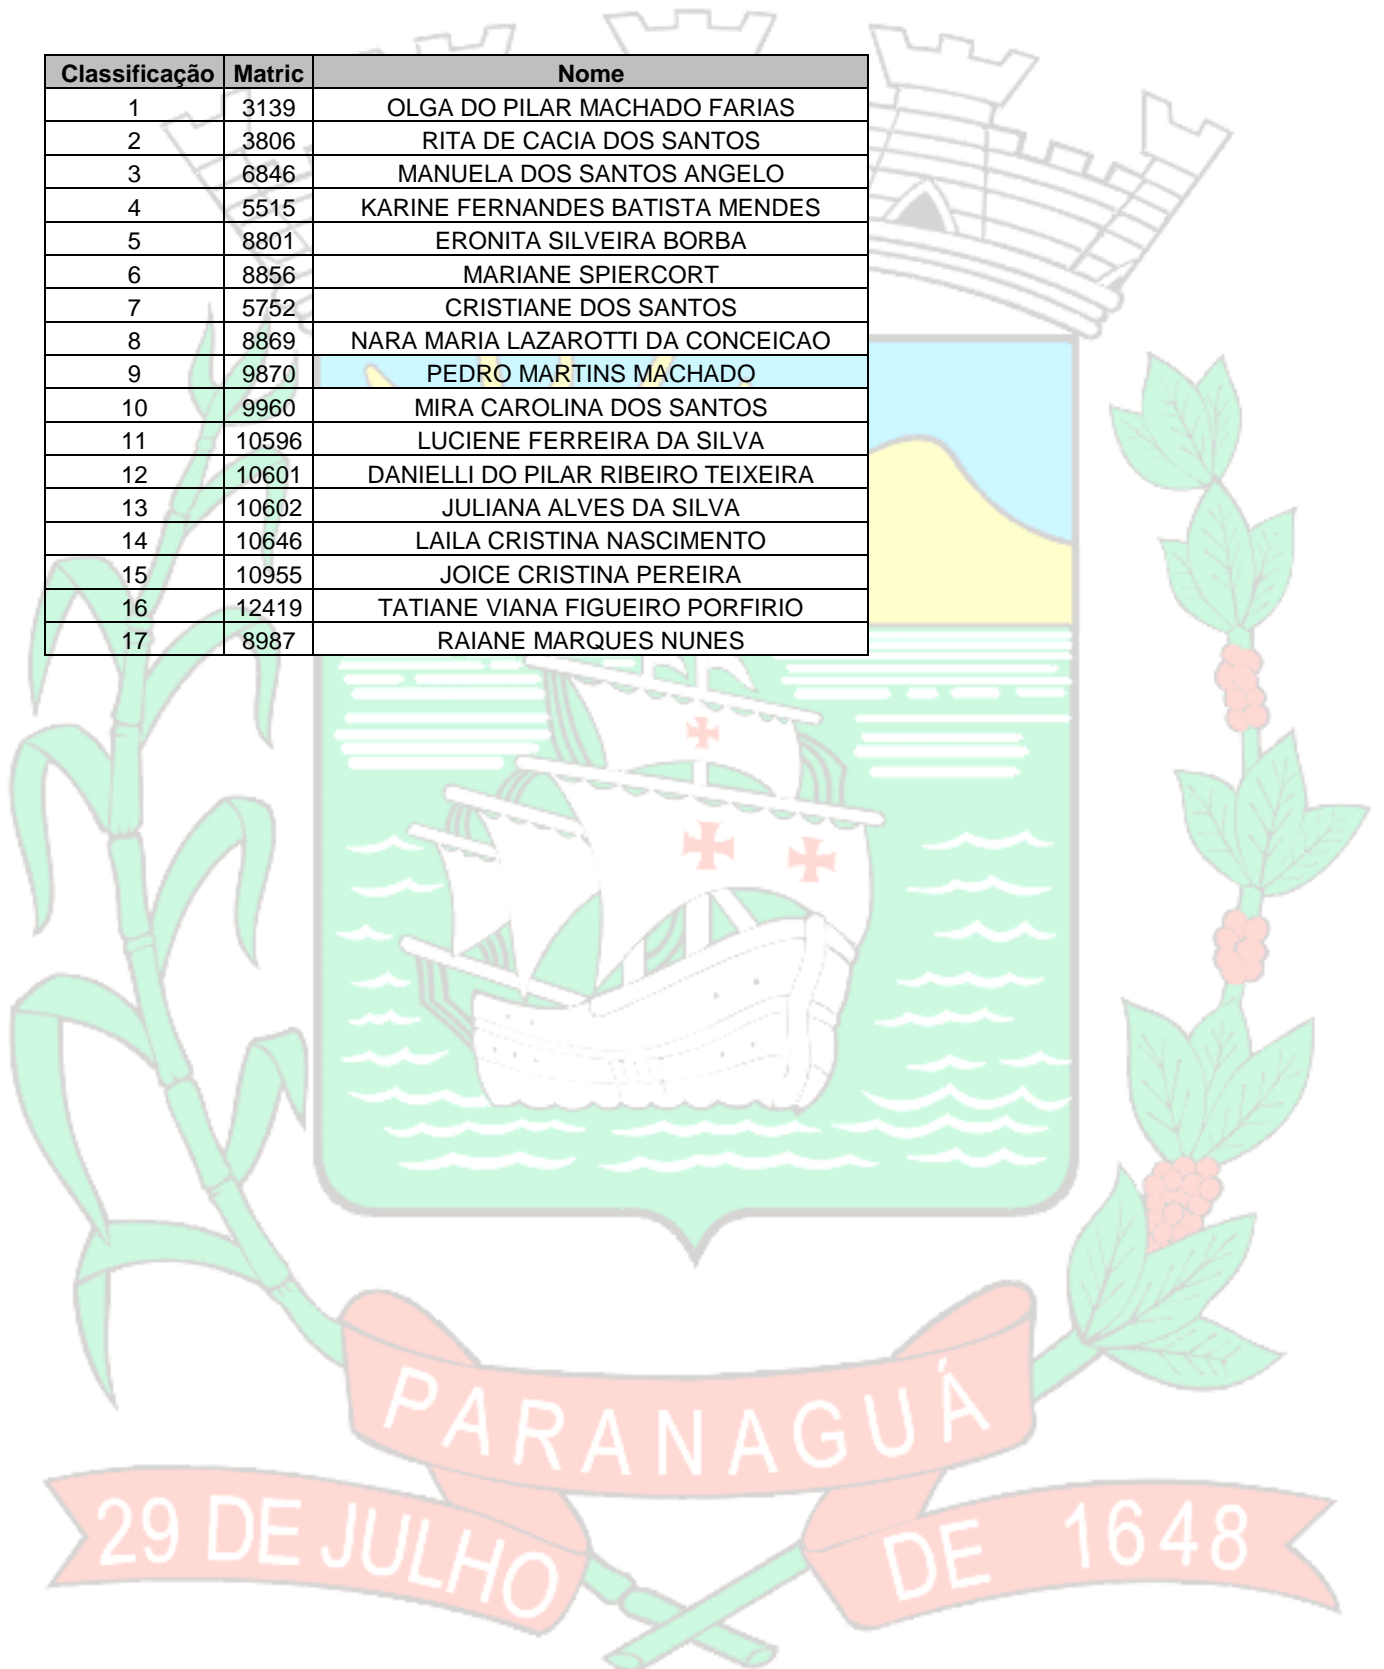 Classificação Matric Nome
1 3139 OLGA DO PILAR MACHADO FARIAS
2 3806 RITA DE CACIA DOS SANTOS
3 6846 MANUELA DOS SANTOS ANGELO
4 5515 KARINE FERNANDES BATISTA MENDES
5 8801 ERONITA SILVEIRA BORBA
6 8856 MARIANE SPIERCORT
7 5752 CRISTIANE DOS SANTOS
8 8869 NARA MARIA LAZAROTTI DA CONCEICAO
9 9870 PEDRO MARTINS MACHADO
10 9960 MIRA CAROLINA DOS SANTOS
11 10596 LUCIENE FERREIRA DA SILVA
12 10601 DANIELLI DO PILAR RIBEIRO TEIXEIRA
13 10602 JULIANA ALVES DA SILVA
14 10646 LAILA CRISTINA NASCIMENTO
15 10955 JOICE CRISTINA PEREIRA
16 12419 TATIANE VIANA FIGUEIRO PORFIRIO
17 8987 RAIANE MARQUES NUNES
PARANAGUÁ
29 DE JULHO DE 1648